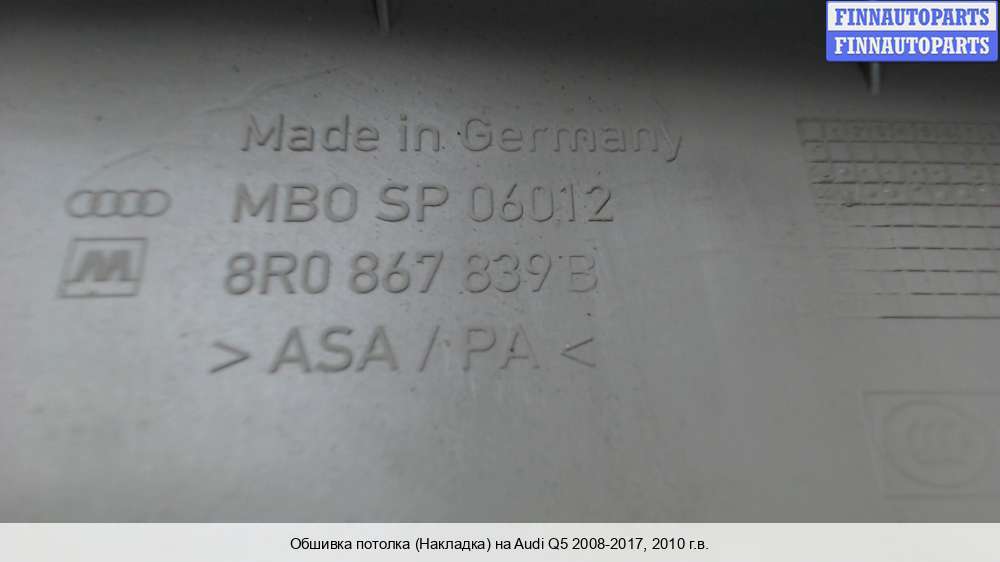 FINNAUTOPARTS
FINNAUTOPARTS
Made in Germany
MBO SP 06012
8R0 867 839 B
> ASA / PA <
Обшивка потолка (Накладка) на Audi Q5 2008-2017, 2010 г.в.